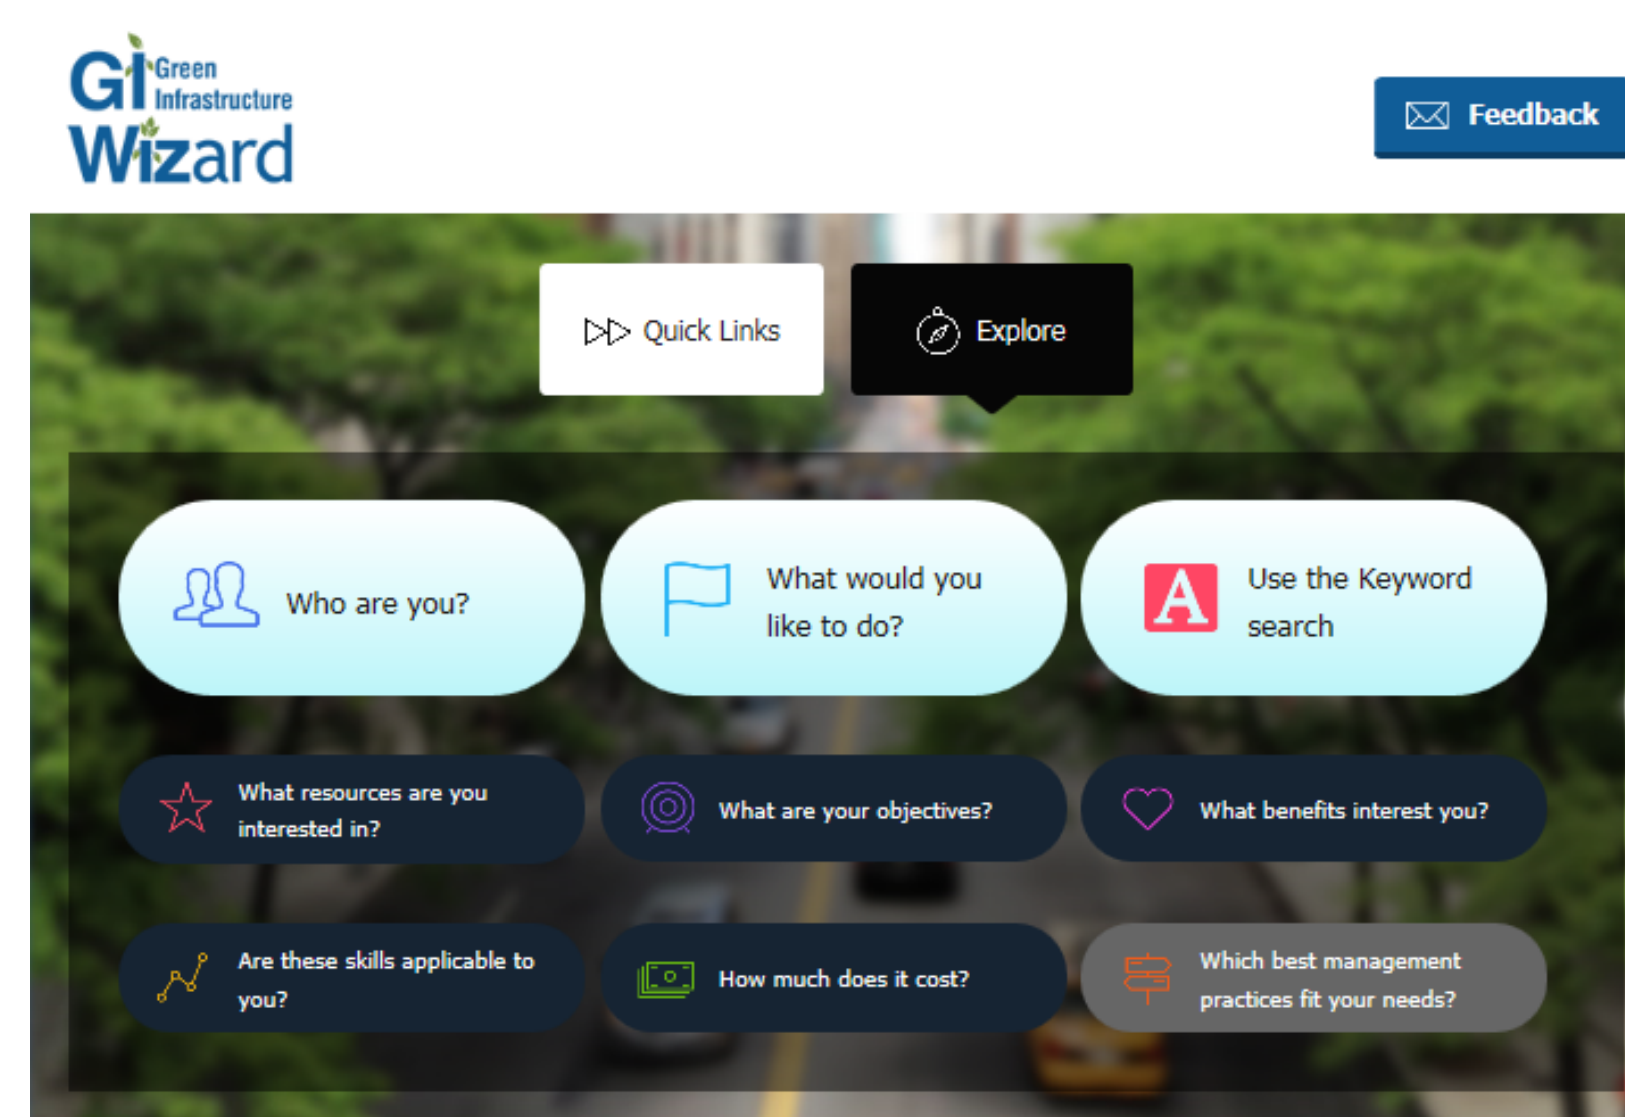 GI Green
Infrastructure
Wizard
Feedback
Quick Links
Explore
Who are you?
What would you
like to do?
A
Use the Keyword
search
What resources are you
interested in?
What are your objectives?
What benefits interest you?
Are these skills applicable to
you?
How much does it cost?
Which best management
practices fit your needs?